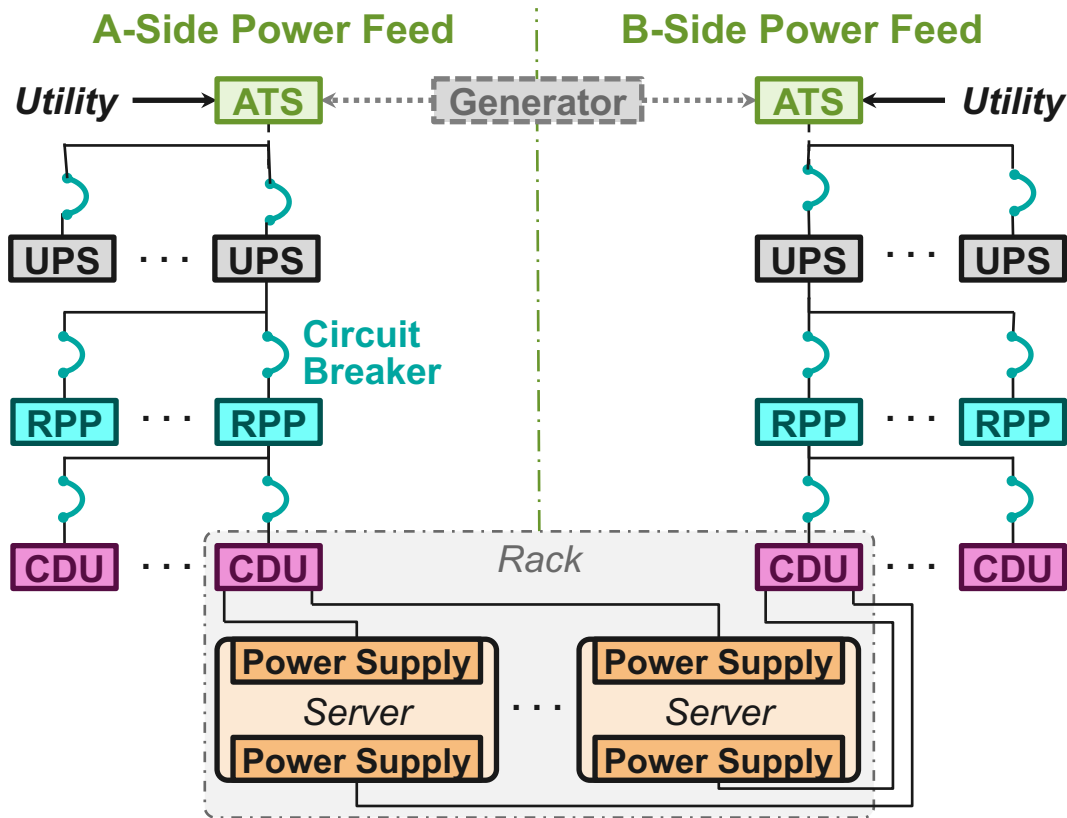 A-Side Power Feed B-Side Power Feed
Utility ATS Generator ATS Utility
UPS . . . UPS UPS . . . UPS
Circuit
Breaker
RPP . . . RPP RPP . . . RPP
CDU . . . CDU Rack CDU . . . CDU
Power Supply Power Supply
Server . . . Server
Power Supply Power Supply